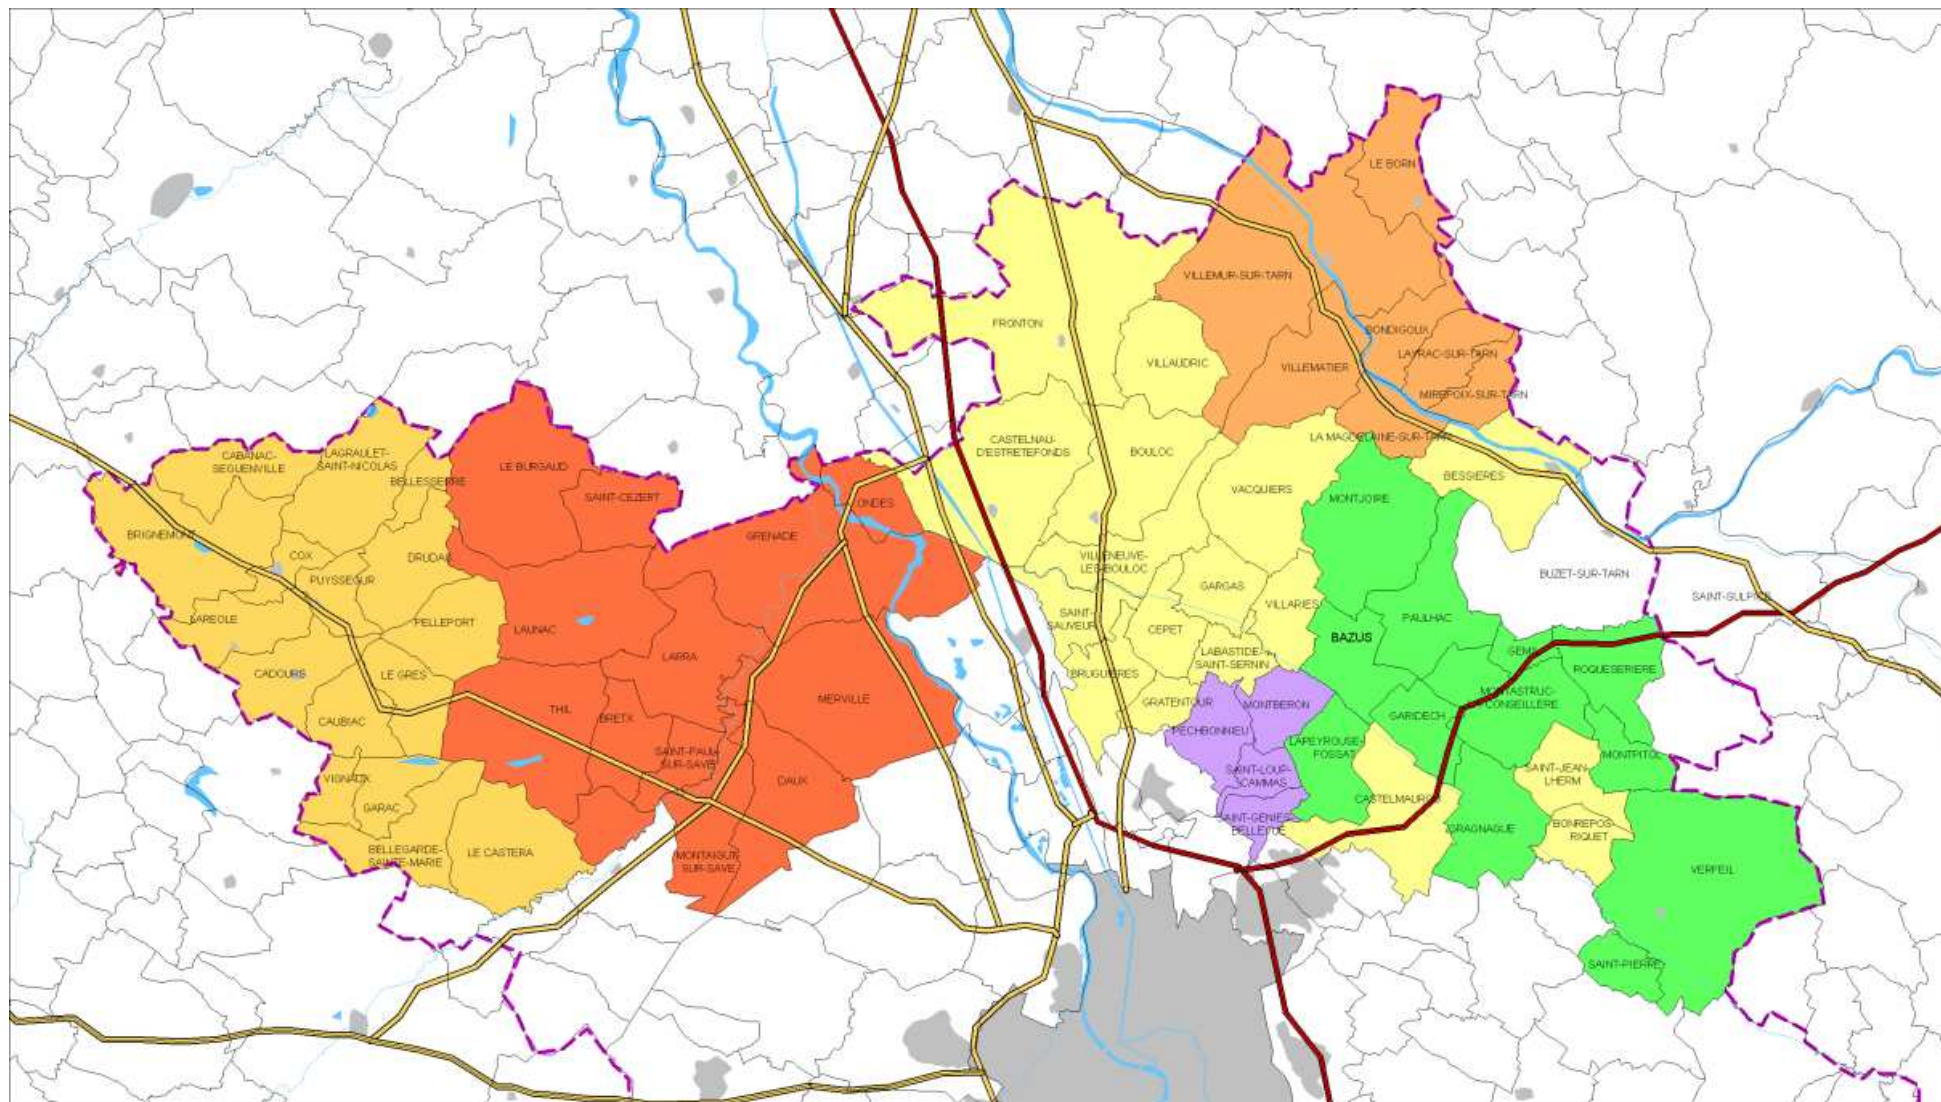 LE BORN
VILLEMUR-SUR-TARN
FRONTON
BONDIGOUX
LAYRAC-SUR-TARN
VILLAUDRIC
VILLEMATIER
MIREPOIX-SUR-TARN
LA MAGDELAINE-SUR-TARN
CASTELNAU-
D'ESTRETEFONDS
BOULOC
CABANAC-
SEGUENVILLE
LAGRAULET-
SAINT-NICOLAS
LE BURGAUD
BELLESSERRE
SAINT-CEZERT
ONDES
VACQUIERS
MONTJOIRE
BESSIERES
BRIGNEMONT
GRENADE
COX
DRUDAS
PUYSSEGUR
VILLENEUVE-
LES-BOULOC
GARGAS
BUZET-SUR-TARN
SAINT-SULPICE
LAREOLE
PELLEPORT
LAUNAC
SAINT-
SAUVEUR
CEPET
VILLARIES
BAZUS
PAULHAC
LARRA
LABASTIDE-
SAINT-SERNIN
GEMIL
ROQUESERIERE
CADOURS
LE GRES
BRUGUIERES
MERVILLE
GRATENTOUR
MONTBERON
MONTASTRUC-
CONSEILLERE
THIL
BRETX
CAUBIAC
PECHBONNIEU
GARIDECH
LAPEYROUSE-
FOSSAT
SAINT-PAUL-
SUR-SAVE
MONTPITOL
VIGNAUX
DAUX
SAINT-LOUP-
CAMMAS
SAINT-JEAN-
LHERM
GARAC
CASTELMAUROU
SAINT-GENIES-
BELLEVUE
GRAGNAGUE
BONREPOS-
RIQUET
BELLEGARDE-
SAINTE-MARIE
LE CASTERA
MONTAIGUT-
SUR-SAVE
VERFEIL
SAINT-PIERRE